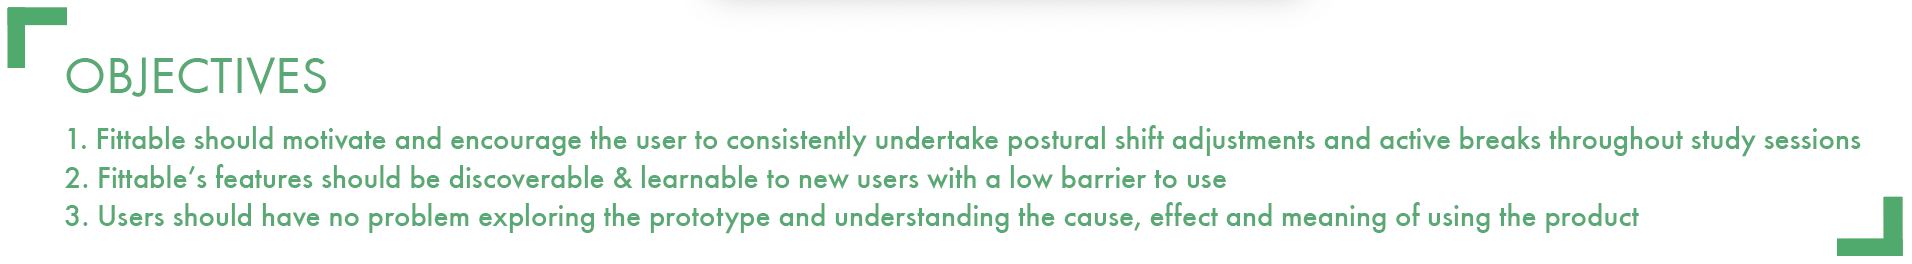 OBJECTIVES
1. Fittable should motivate and encourage the user to consistently undertake postural shift adjustments and active breaks throughout study sessions
2. Fittable’s features should be discoverable & learnable to new users with a low barrier to use
3. Users should have no problem exploring the prototype and understanding the cause, effect and meaning of using the product